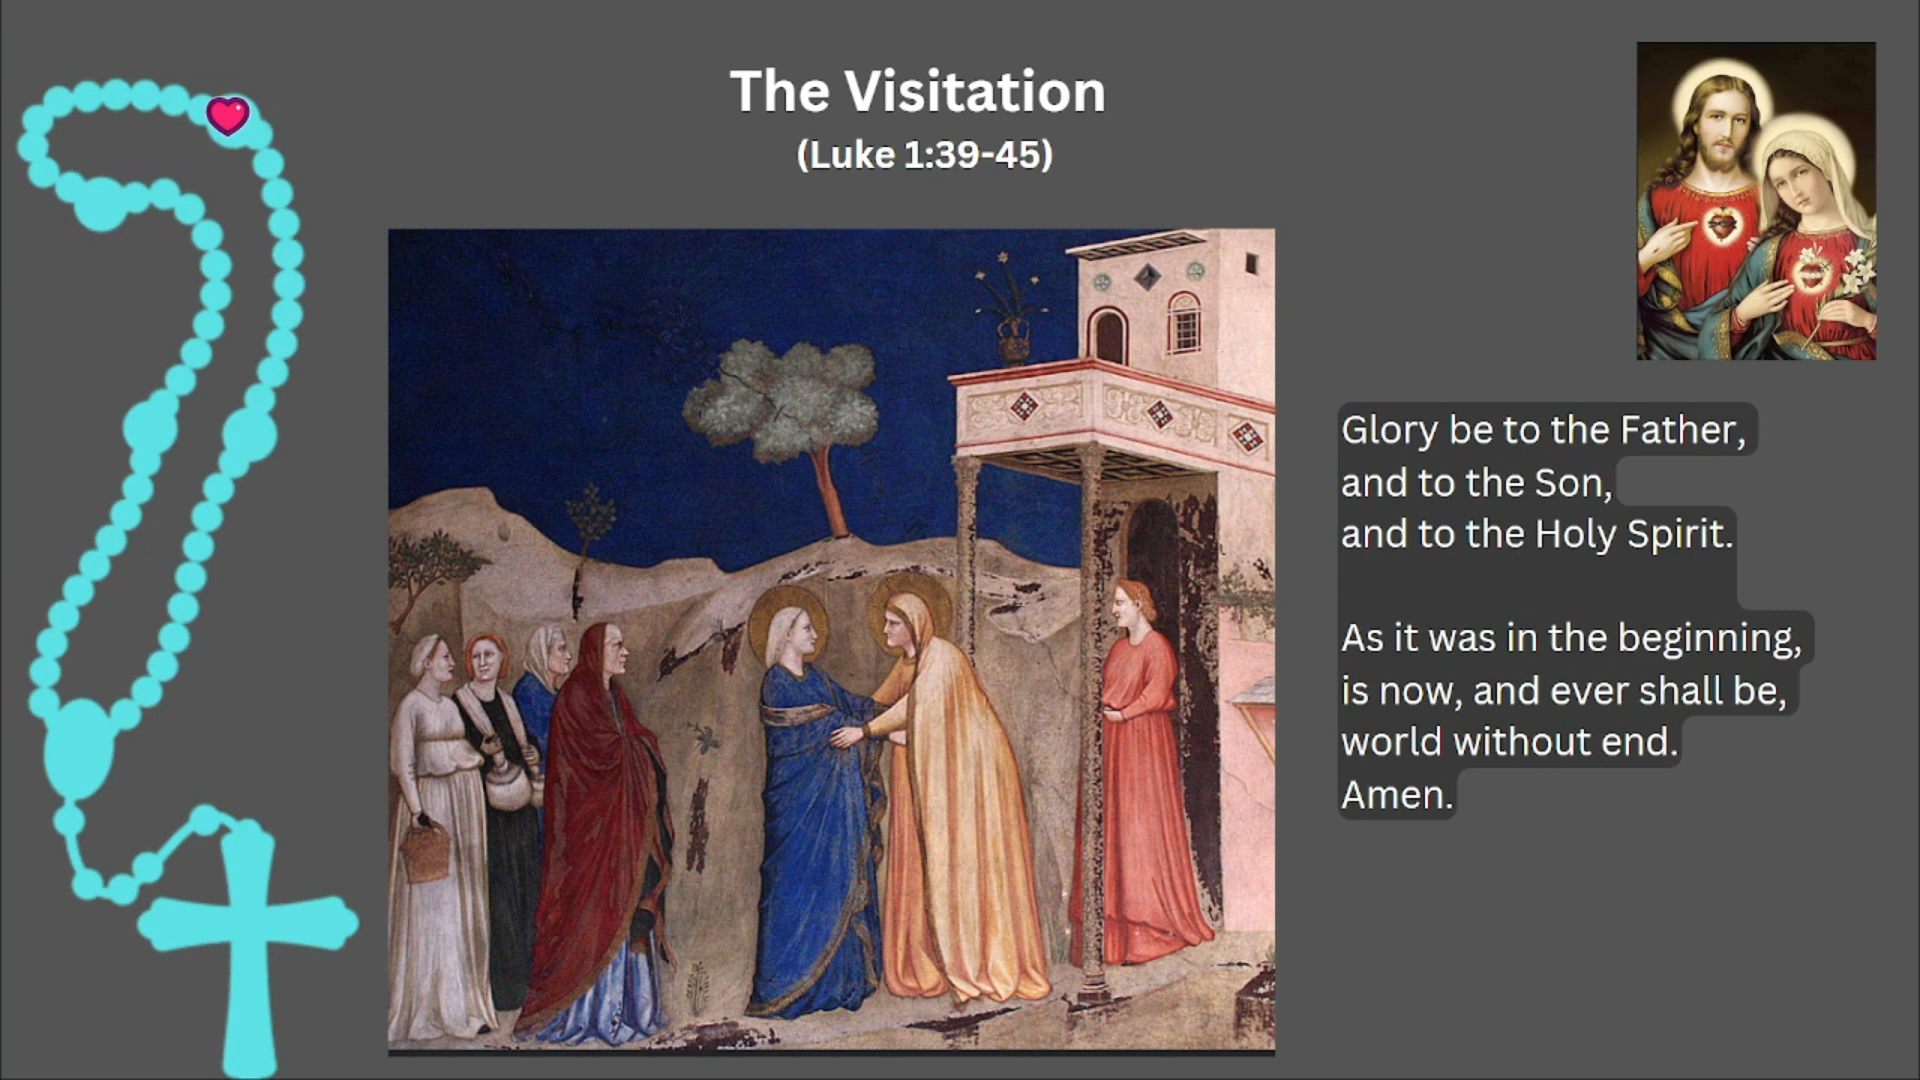 The Visitation
(Luke 1:39-45)
Glory be to the Father,
and to the Son,
and to the Holy Spirit.
As it was in the beginning,
is now, and ever shall be,
world without end.
Amen.